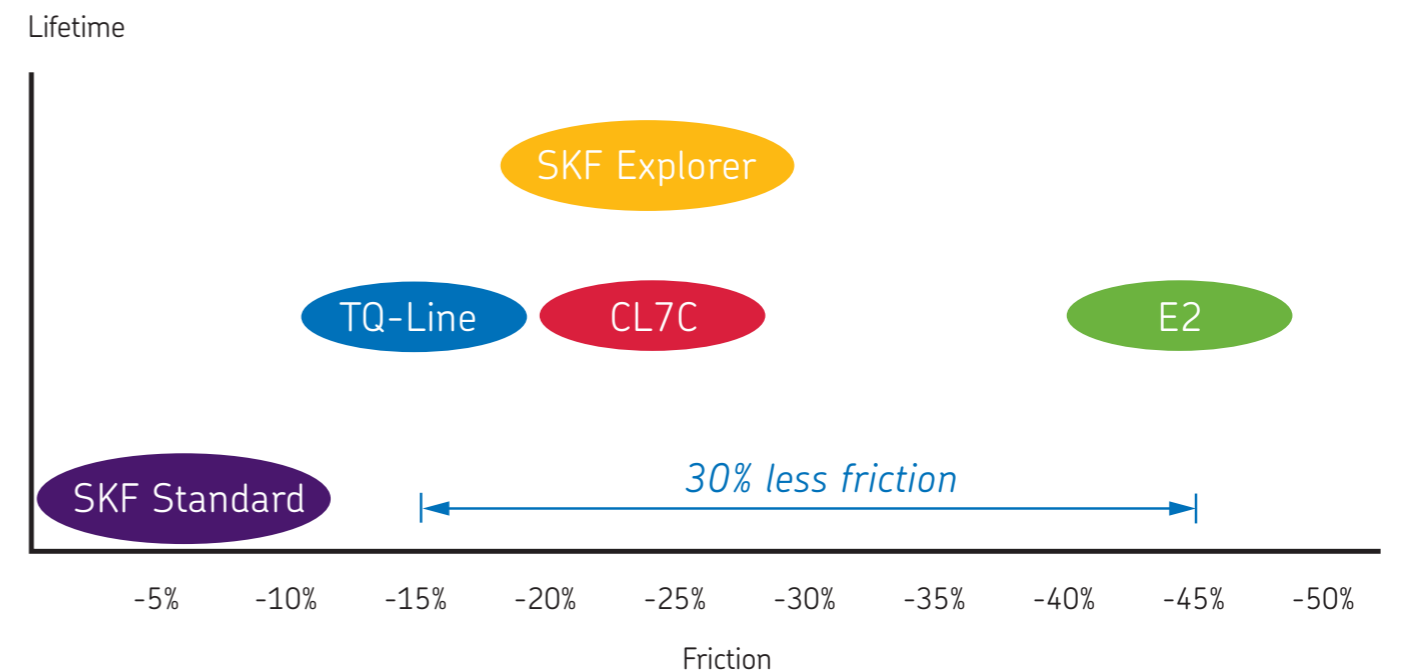 Lifetime
SKF Explorer
TQ-Line
CL7C
E2
30% less friction
SKF Standard
-5% -10% -15% -20% -25% -30% -35% -40% -45% -50%
Friction